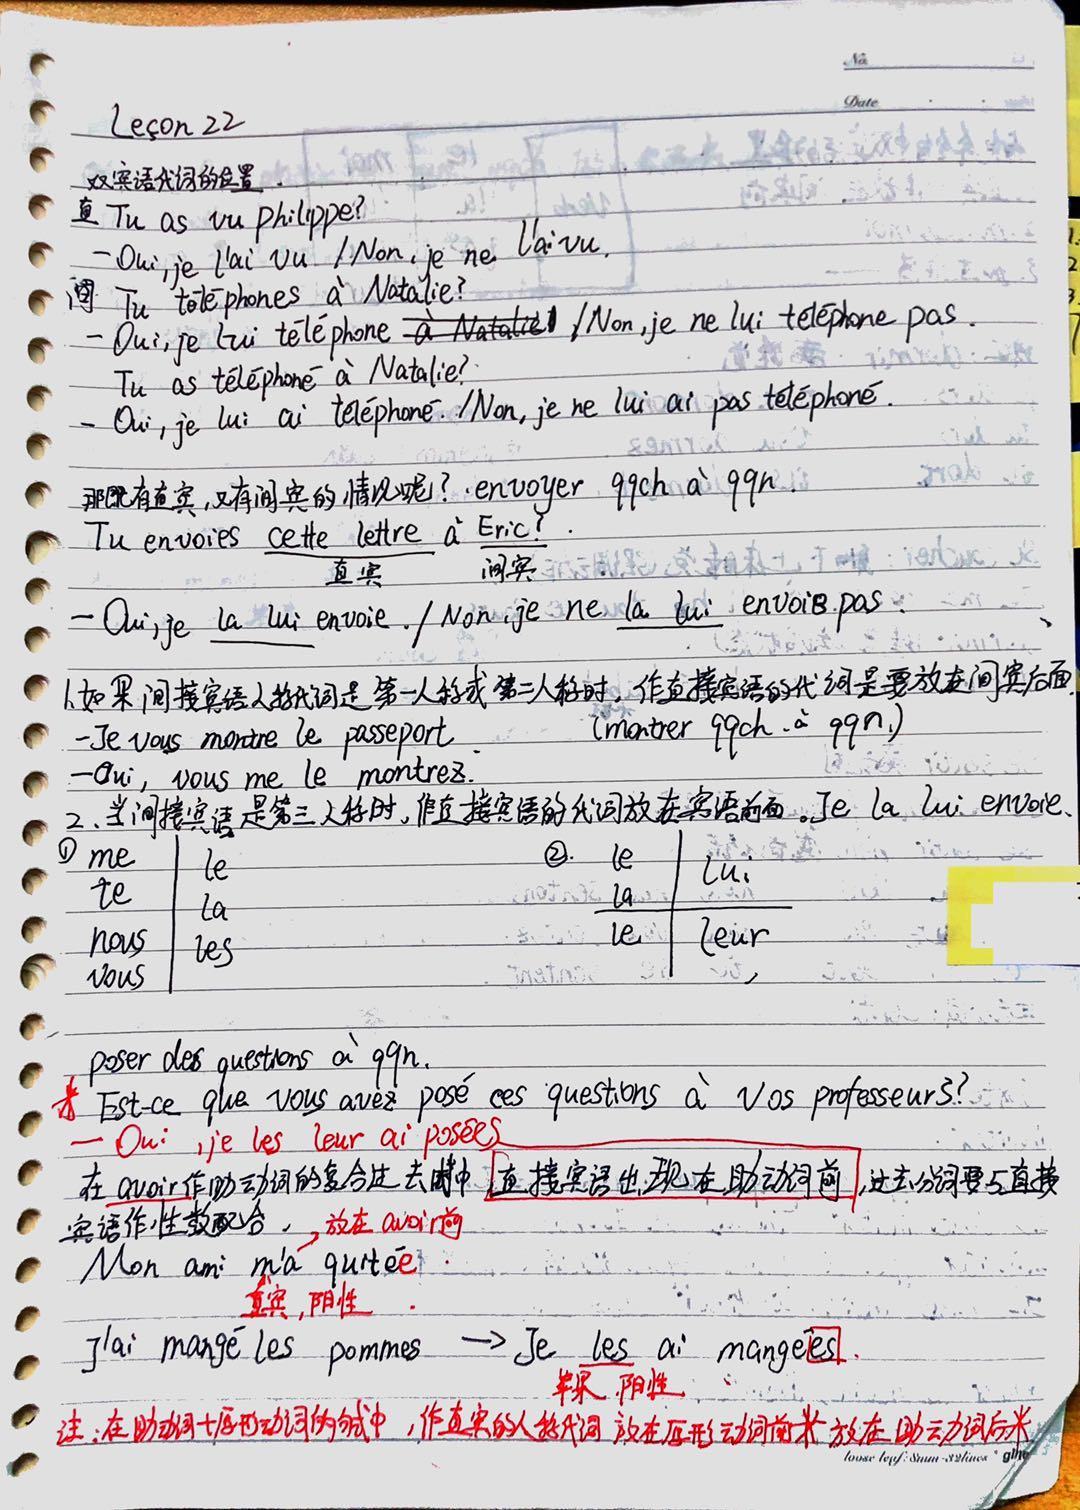 No.
Date
Leçon 22
双宾语代词的位置.
直 Tu as vu Philippe?
- Oui, je l'ai vu / Non, je ne l'ai vu.
间 Tu téléphones à Natalie?
- Oui, je lui téléphone à Natalie / Non, je ne lui téléphone pas.
Tu as téléphoné à Natalie?
- Oui, je lui ai téléphoné. / Non, je ne lui ai pas téléphoné.
那既有直宾,又有间宾的情况呢? envoyer qqch à qqn.
Tu envoies cette lettre à Eric?
直宾 间宾
- Oui, je la lui envoie. / Non, je ne la lui envoie pas.
1.如果间接宾语人称代词是第一人称或第二人称时,作直接宾语的代词是要放在间宾后面
- Je vous montre le passeport (montrer qqch. à qqn.)
- Oui, vous me le montrez.
2.当间接宾语是第三人称时,作直接宾语的代词放在宾语前面。Je la lui envoie.
① me le ② le lui
te la la
nous les le leur
vous
poser des questions à qqn.
* Est-ce que vous avez posé ces questions à vos professeurs?
- Oui, je les leur ai posées
在avoir作助动词的复合过去时中直接宾语出现在助动词前,过去分词要与直接
宾语作性数配合. 放在avoir前
Mon ami m'a quitée.
直宾,阴性.
J'ai mangé les pommes → Je les ai mangées.
苹果 阴性
注:在助动词+原形动词的句式中,作直宾的人称代词放在原形动词前*放在助动词后*
loose leaf: 8mm-32lines